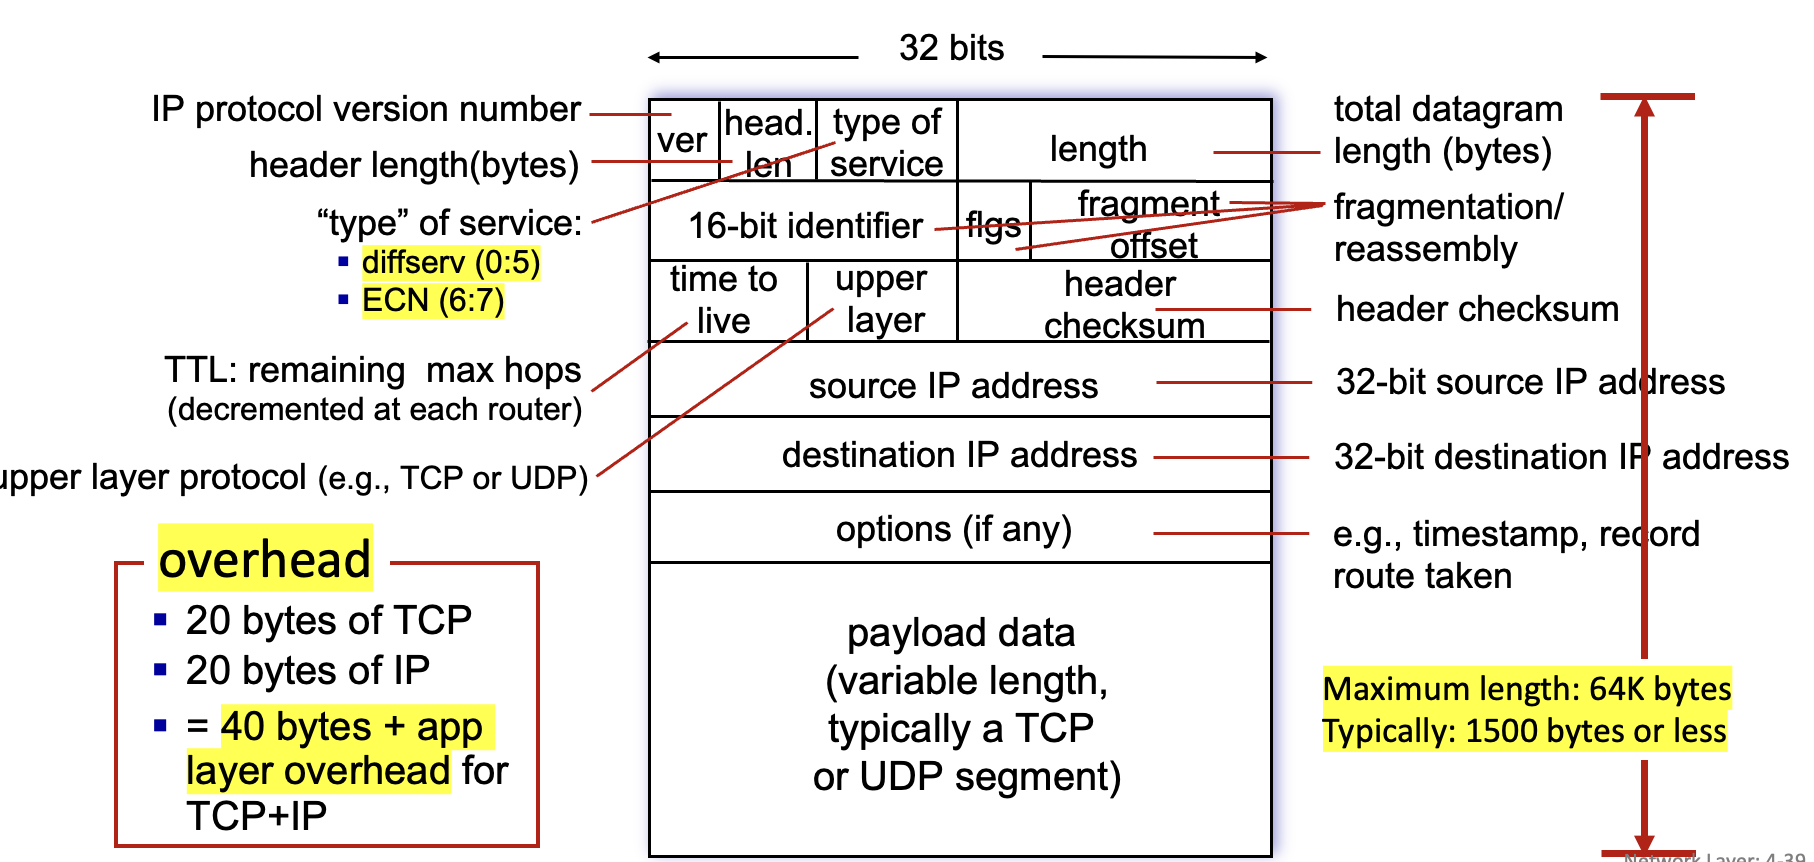 32 bits
IP protocol version number
header length(bytes)
“type” of service:
diffserv (0:5)
ECN (6:7)
TTL: remaining max hops
(decremented at each router)
upper layer protocol (e.g., TCP or UDP)
overhead
20 bytes of TCP
20 bytes of IP
= 40 bytes + app
layer overhead for
TCP+IP
ver
head.
len
type of
service
length
16-bit identifier
flgs
fragment
offset
time to
live
upper
layer
header
checksum
source IP address
destination IP address
options (if any)
payload data
(variable length,
typically a TCP
or UDP segment)
total datagram
length (bytes)
fragmentation/
reassembly
header checksum
32-bit source IP address
32-bit destination IP address
e.g., timestamp, record
route taken
Maximum length: 64K bytes
Typically: 1500 bytes or less
Network Layer: 4-39